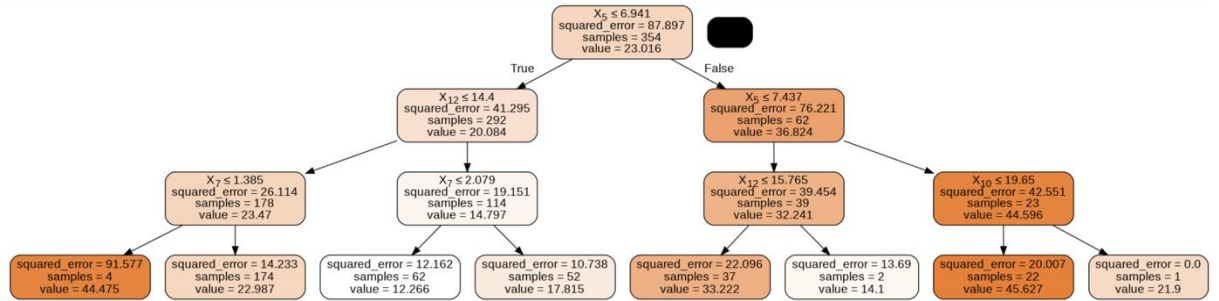 X5 ≤ 6.941
squared_error = 87.897
samples = 354
value = 23.016
True
False
X12 ≤ 14.4
squared_error = 41.295
samples = 292
value = 20.084
X5 ≤ 7.437
squared_error = 76.221
samples = 62
value = 36.824
X7 ≤ 1.385
squared_error = 26.114
samples = 178
value = 23.47
X7 ≤ 2.079
squared_error = 19.151
samples = 114
value = 14.797
X12 ≤ 15.765
squared_error = 39.454
samples = 39
value = 32.241
X10 ≤ 19.65
squared_error = 42.551
samples = 23
value = 44.596
squared_error = 91.577
samples = 4
value = 44.475
squared_error = 14.233
samples = 174
value = 22.987
squared_error = 12.162
samples = 62
value = 12.266
squared_error = 10.738
samples = 52
value = 17.815
squared_error = 22.096
samples = 37
value = 33.222
squared_error = 13.69
samples = 2
value = 14.1
squared_error = 20.007
samples = 22
value = 45.627
squared_error = 0.0
samples = 1
value = 21.9